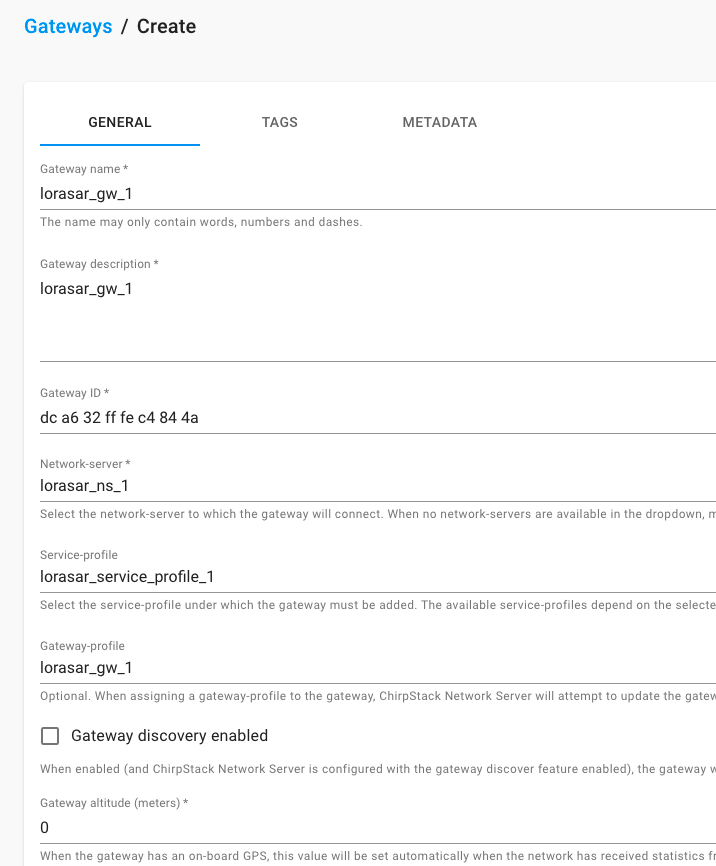 Gateways / Create
GENERAL TAGS METADATA
Gateway name *
lorasar_gw_1
The name may only contain words, numbers and dashes.
Gateway description *
lorasar_gw_1
Gateway ID *
dc a6 32 ff fe c4 84 4a
Network-server *
lorasar_ns_1
Select the network-server to which the gateway will connect. When no network-servers are available in the dropdown, m
Service-profile
lorasar_service_profile_1
Select the service-profile under which the gateway must be added. The available service-profiles depend on the selecte
Gateway-profile
lorasar_gw_1
Optional. When assigning a gateway-profile to the gateway, ChirpStack Network Server will attempt to update the gatew
Gateway discovery enabled
When enabled (and ChirpStack Network Server is configured with the gateway discover feature enabled), the gateway w
Gateway altitude (meters) *
0
When the gateway has an on-board GPS, this value will be set automatically when the network has received statistics fr